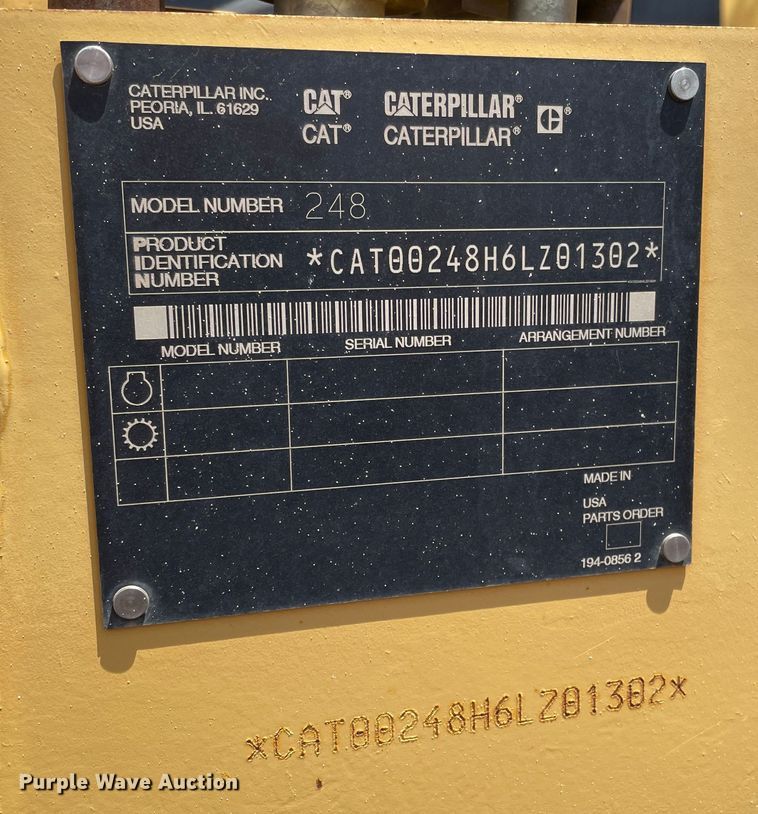 CATERPILLAR INC.
PEORIA, IL. 61629
USA
CAT® CATERPILLAR® ®
CAT® CATERPILLAR®
MODEL NUMBER 248
PRODUCT
IDENTIFICATION
NUMBER
*CAT00248H6LZ01302*
MODEL NUMBER SERIAL NUMBER ARRANGEMENT NUMBER
MADE IN
USA
PARTS ORDER
194-0856 2
*CAT00248H6LZ01302*
Purple Wave Auction